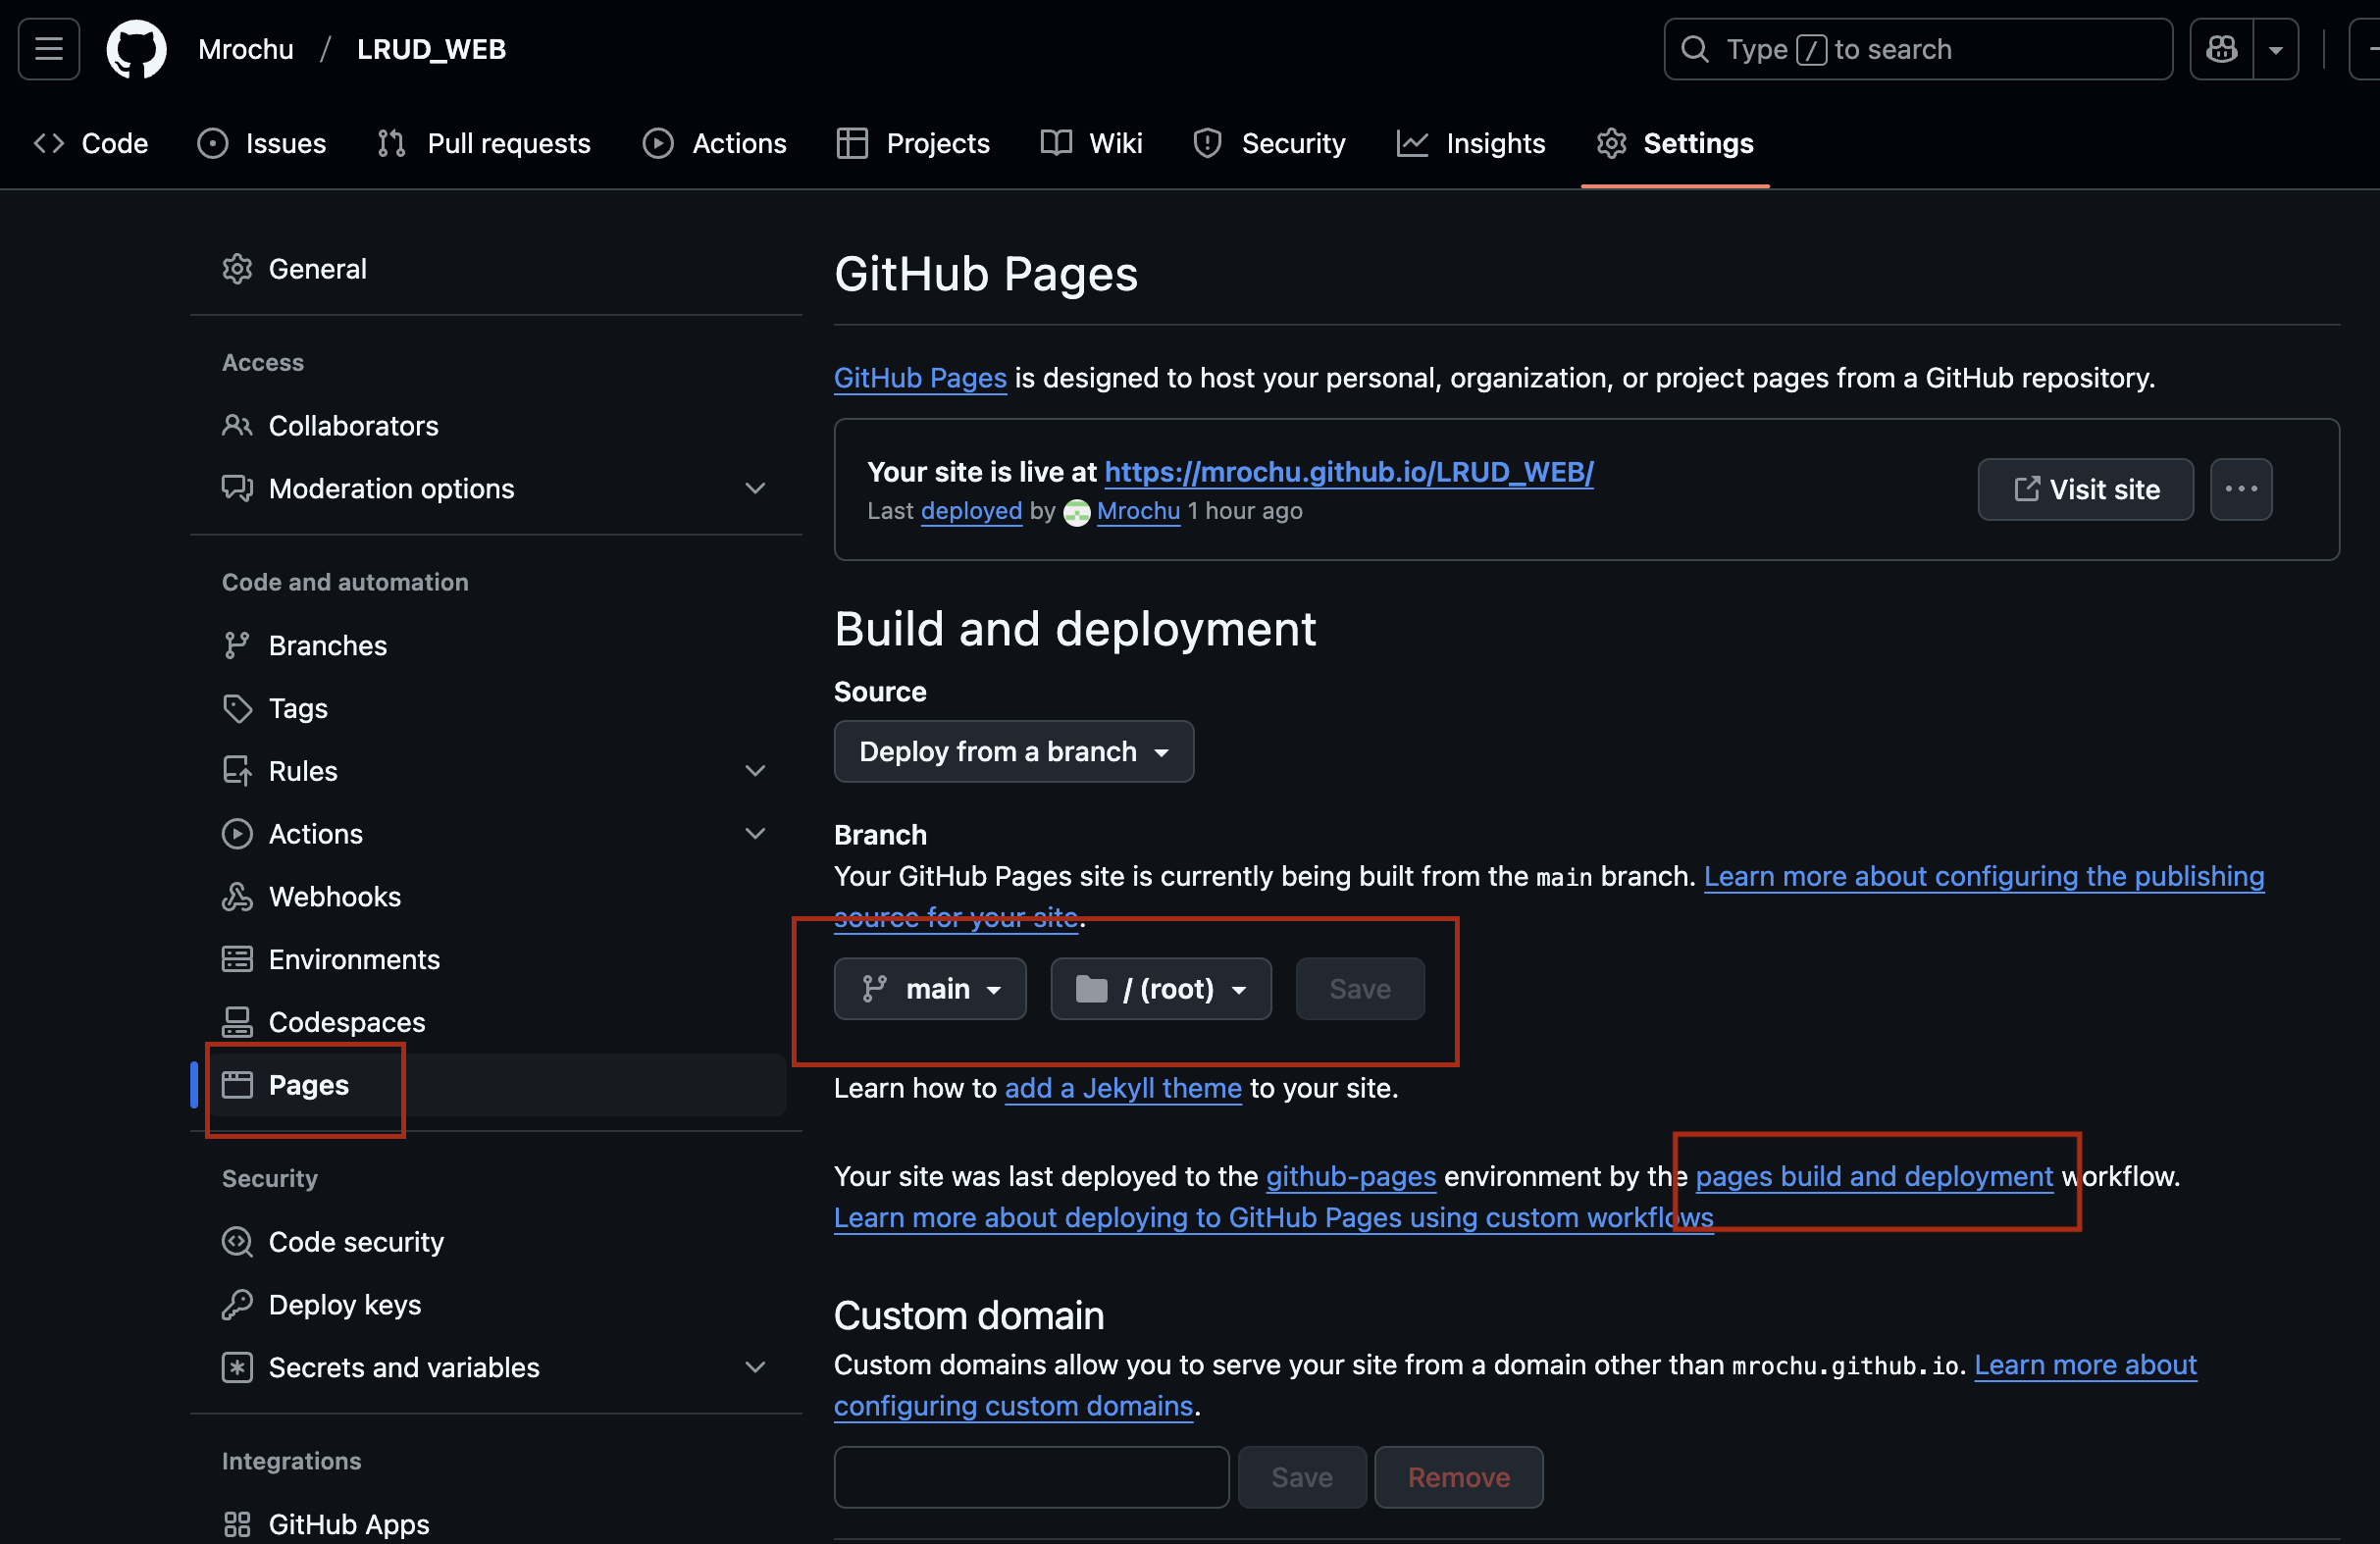 Mrochu / LRUD_WEB
Type / to search
Code Issues Pull requests Actions Projects Wiki Security Insights Settings
General
Access
Collaborators
Moderation options
Code and automation
Branches
Tags
Rules
Actions
Webhooks
Environments
Codespaces
Pages
Security
Code security
Deploy keys
Secrets and variables
Integrations
GitHub Apps
GitHub Pages
GitHub Pages is designed to host your personal, organization, or project pages from a GitHub repository.
Your site is live at https://mrochu.github.io/LRUD_WEB/
Last deployed by Mrochu 1 hour ago
Visit site
Build and deployment
Source
Deploy from a branch
Branch
Your GitHub Pages site is currently being built from the main branch. Learn more about configuring the publishing
source for your site.
main / (root) Save
Learn how to add a Jekyll theme to your site.
Your site was last deployed to the github-pages environment by the pages build and deployment workflow.
Learn more about deploying to GitHub Pages using custom workflows
Custom domain
Custom domains allow you to serve your site from a domain other than mrochu.github.io. Learn more about
configuring custom domains.
Save Remove